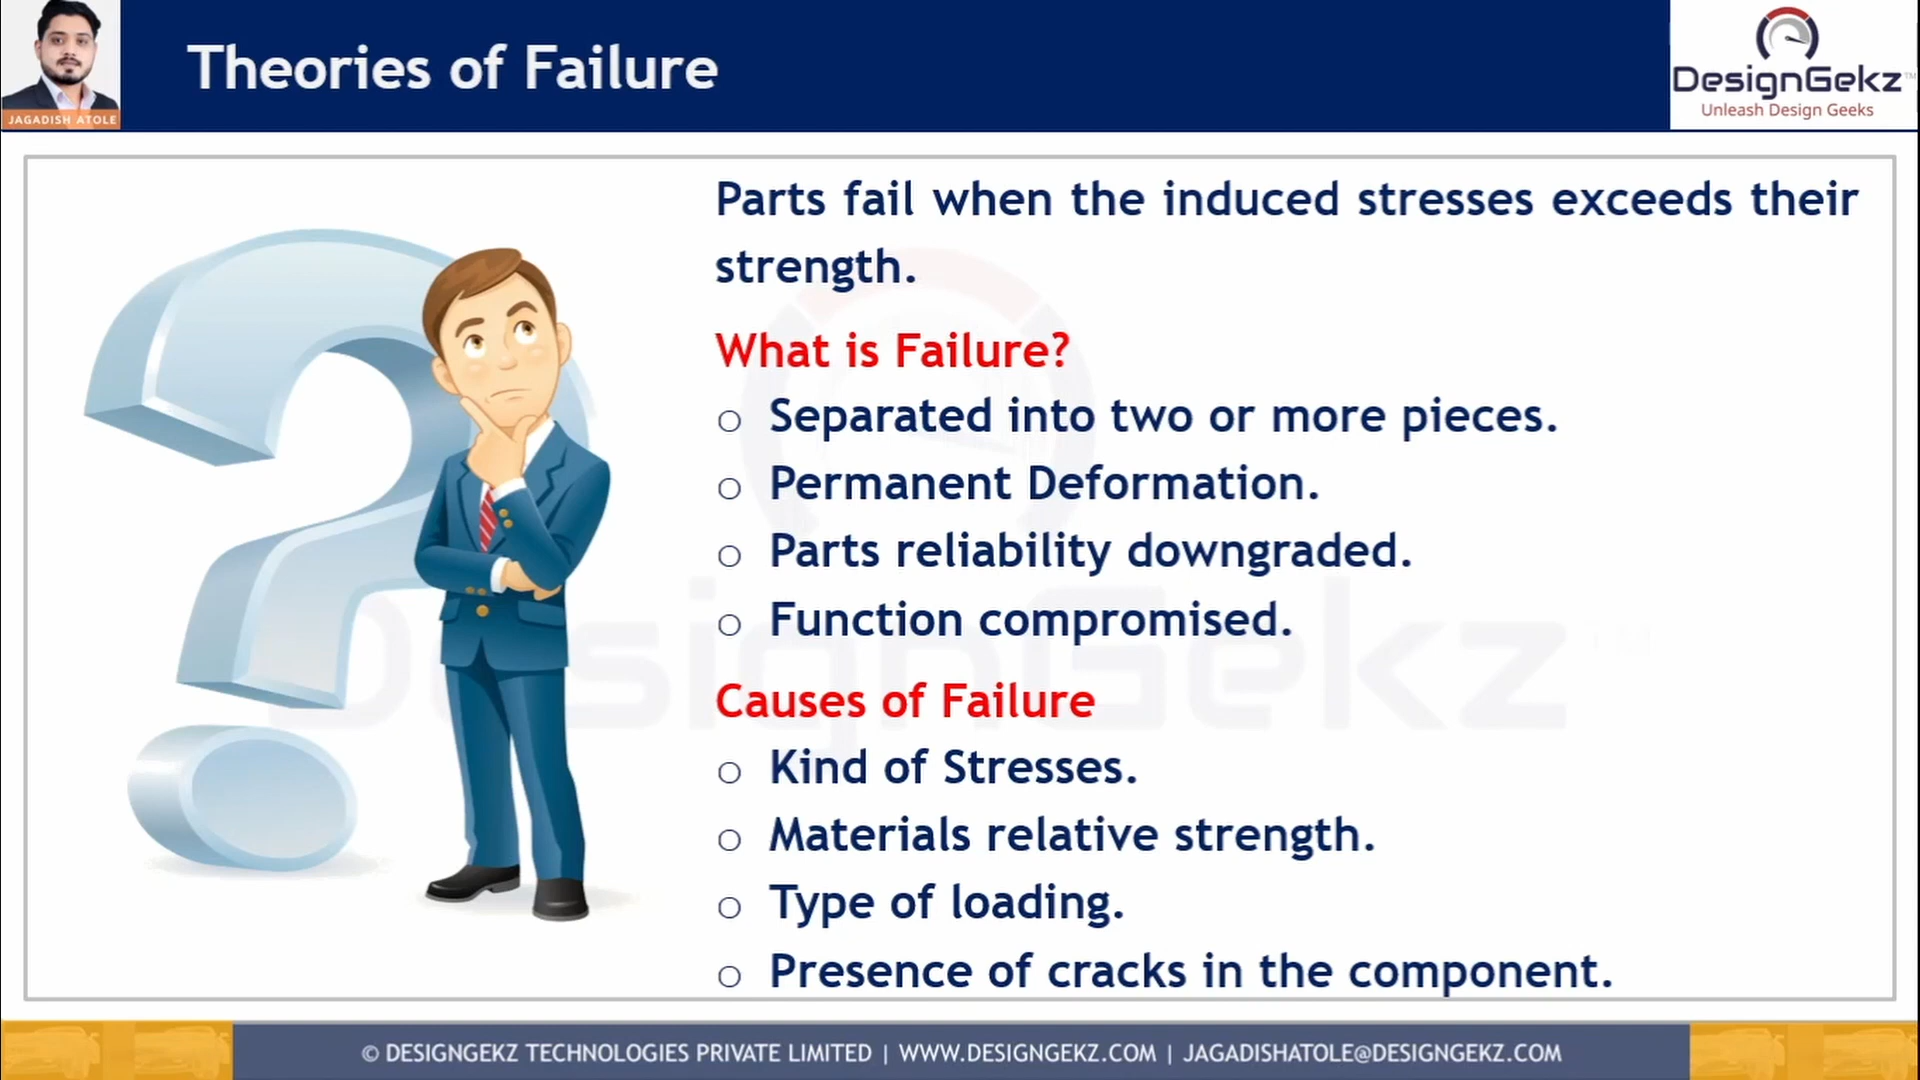 JAGADISH ATOLE
Theories of Failure
DesignGekz™
Unleash Design Geeks
Parts fail when the induced stresses exceeds their
strength.
What is Failure?
o Separated into two or more pieces.
o Permanent Deformation.
o Parts reliability downgraded.
o Function compromised.
Causes of Failure
o Kind of Stresses.
o Materials relative strength.
o Type of loading.
o Presence of cracks in the component.
DesignGekz™
© DESIGNGEKZ TECHNOLOGIES PRIVATE LIMITED | WWW.DESIGNGEKZ.COM | JAGADISHATOLE@DESIGNGEKZ.COM